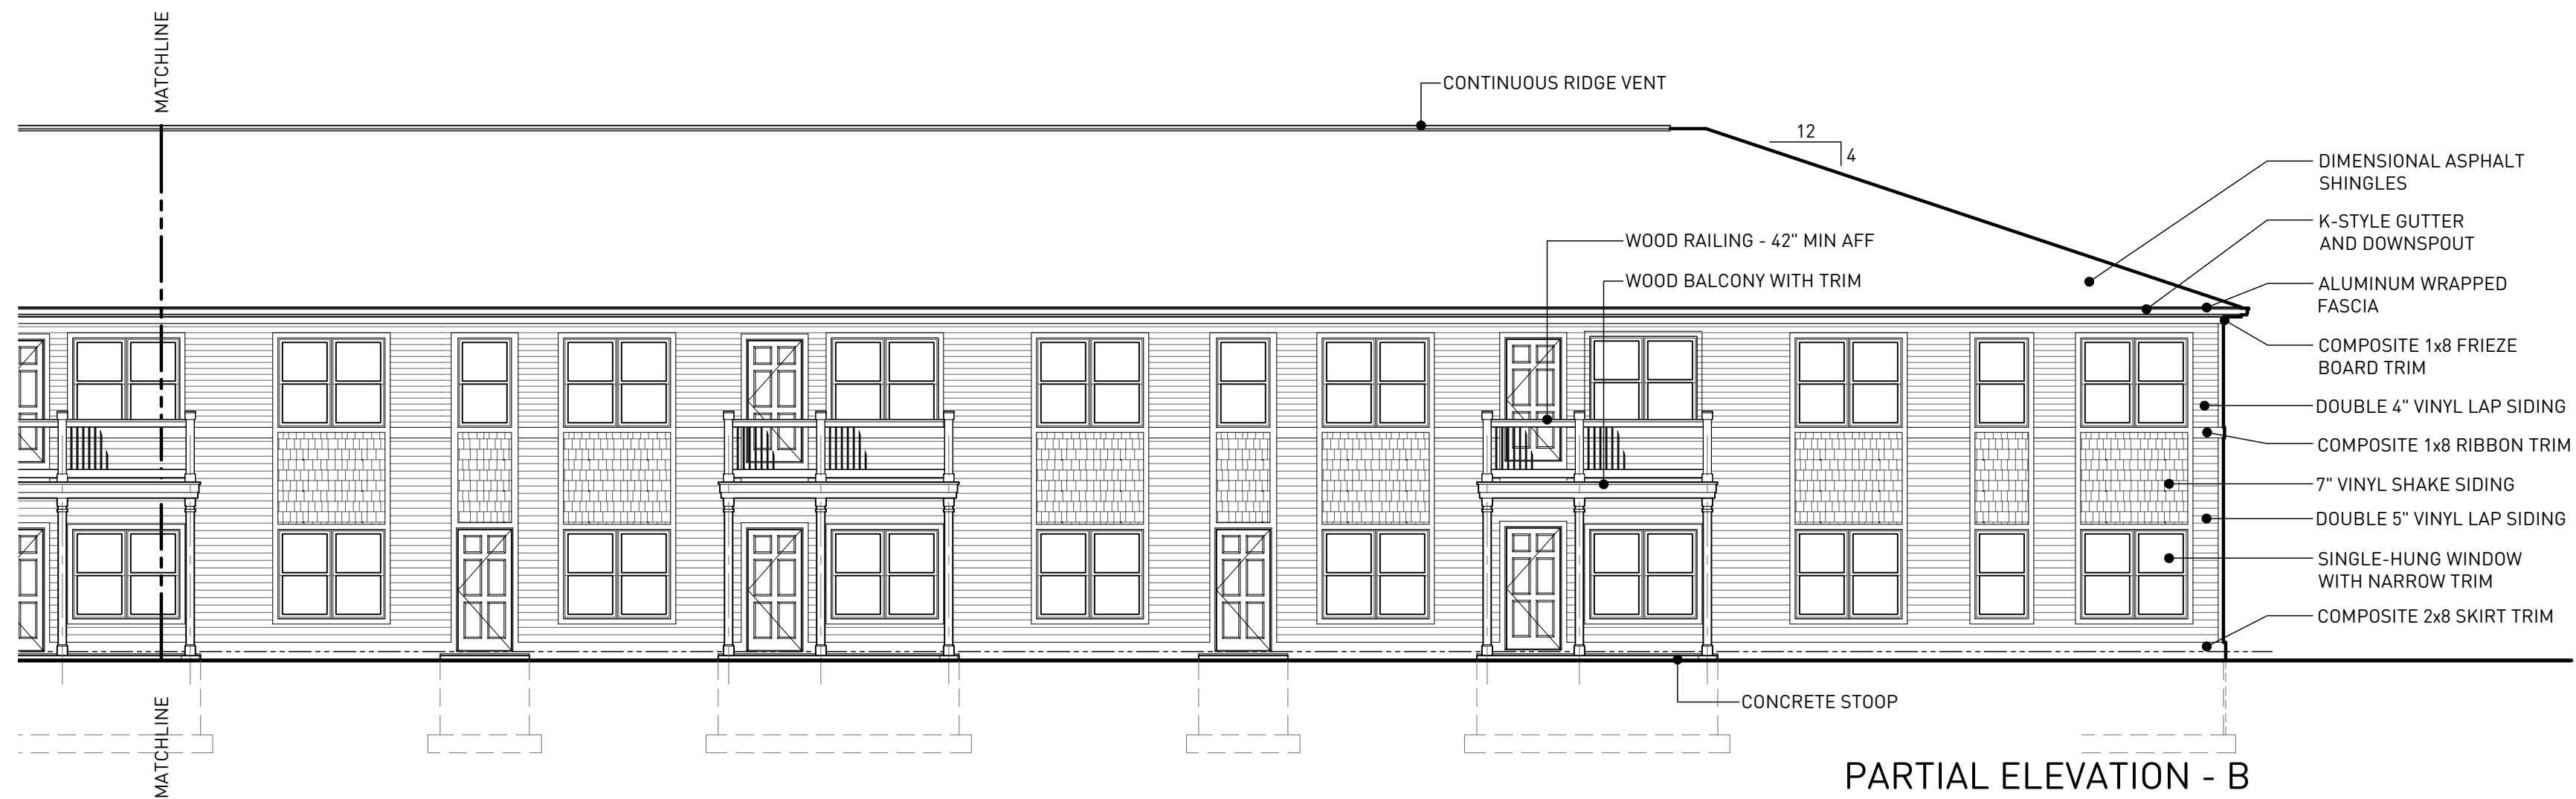 MATCHLINE
CONTINUOUS RIDGE VENT
12
4
DIMENSIONAL ASPHALT
SHINGLES
K-STYLE GUTTER
AND DOWNSPOUT
WOOD RAILING - 42" MIN AFF
WOOD BALCONY WITH TRIM
ALUMINUM WRAPPED
FASCIA
COMPOSITE 1x8 FRIEZE
BOARD TRIM
DOUBLE 4" VINYL LAP SIDING
COMPOSITE 1x8 RIBBON TRIM
7" VINYL SHAKE SIDING
DOUBLE 5" VINYL LAP SIDING
SINGLE-HUNG WINDOW
WITH NARROW TRIM
COMPOSITE 2x8 SKIRT TRIM
CONCRETE STOOP
MATCHLINE
PARTIAL ELEVATION - B